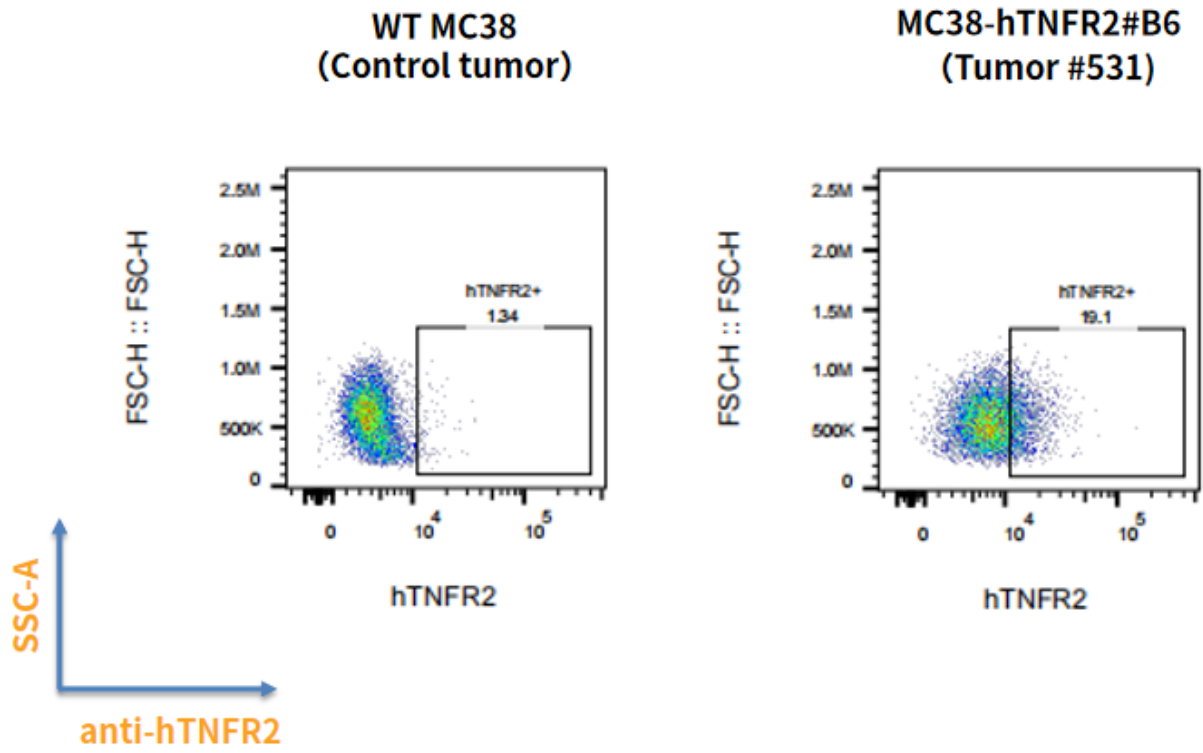 WT MC38
(Control tumor)
MC38-hTNFR2#B6
(Tumor #531)
FSC-H :: FSC-H
2.5M
2.0M
1.5M
1.0M
500K
0
hTNFR2+
1.34
0
10^4
10^5
hTNFR2
FSC-H :: FSC-H
2.5M
2.0M
1.5M
1.0M
500K
0
hTNFR2+
19.1
0
10^4
10^5
hTNFR2
SSC-A
anti-hTNFR2